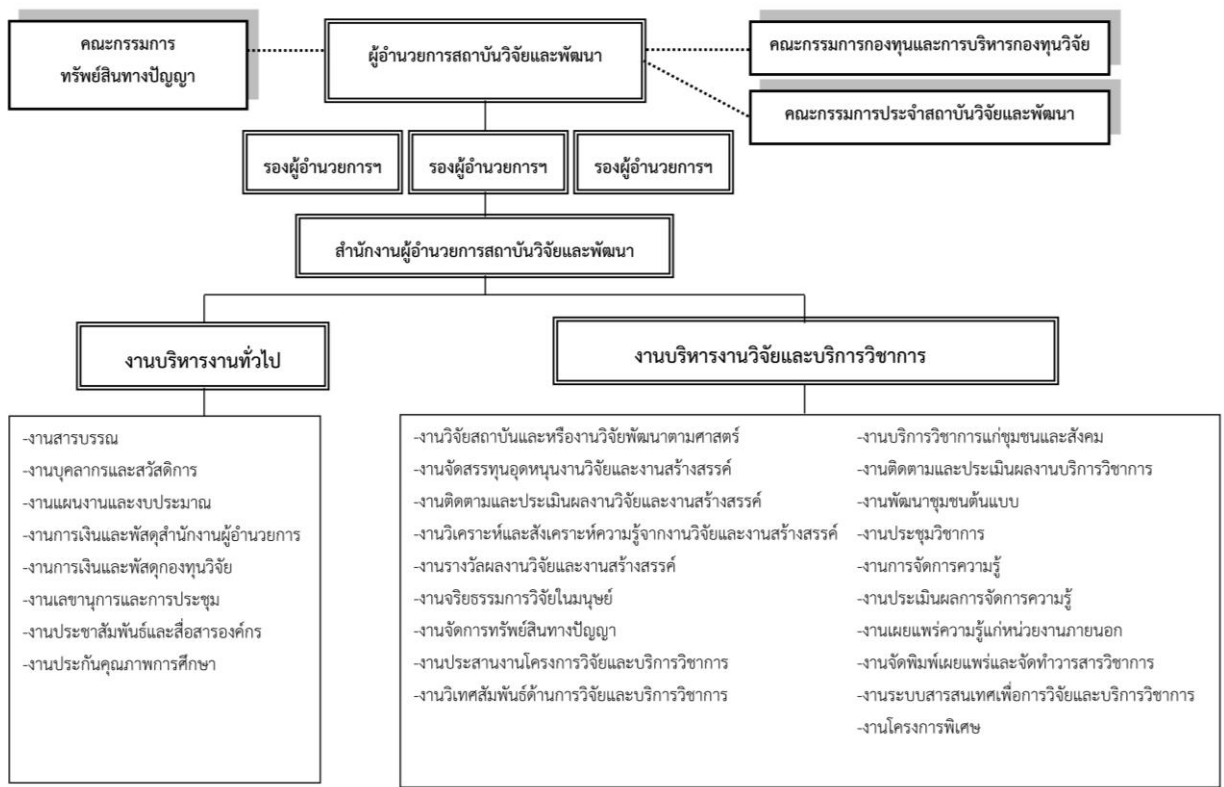 คณะกรรมการ
ทรัพย์สินทางปัญญา
ผู้อำนวยการสถาบันวิจัยและพัฒนา
คณะกรรมการกองทุนและการบริหารกองทุนวิจัย
คณะกรรมการประจำสถาบันวิจัยและพัฒนา
รองผู้อำนวยการฯ
รองผู้อำนวยการฯ
รองผู้อำนวยการฯ
สำนักงานผู้อำนวยการสถาบันวิจัยและพัฒนา
งานบริหารงานทั่วไป
งานบริหารงานวิจัยและบริการวิชาการ
-งานสารบรรณ
-งานบุคลากรและสวัสดิการ
-งานแผนงานและงบประมาณ
-งานการเงินและพัสดุสำนักงานผู้อำนวยการ
-งานการเงินและพัสดุกองทุนวิจัย
-งานเลขานุการและการประชุม
-งานประชาสัมพันธ์และสื่อสารองค์กร
-งานประกันคุณภาพการศึกษา
-งานวิจัยสถาบันและหรืองานวิจัยพัฒนาตามศาสตร์
-งานจัดสรรทุนอุดหนุนงานวิจัยและงานสร้างสรรค์
-งานติดตามและประเมินผลงานวิจัยและงานสร้างสรรค์
-งานวิเคราะห์และสังเคราะห์ความรู้จากงานวิจัยและงานสร้างสรรค์
-งานรางวัลผลงานวิจัยและงานสร้างสรรค์
-งานจริยธรรมการวิจัยในมนุษย์
-งานจัดการทรัพย์สินทางปัญญา
-งานประสานงานโครงการวิจัยและบริการวิชาการ
-งานวิเทศสัมพันธ์ด้านการวิจัยและบริการวิชาการ
-งานบริการวิชาการแก่ชุมชนและสังคม
-งานติดตามและประเมินผลงานบริการวิชาการ
-งานพัฒนาชุมชนต้นแบบ
-งานประชุมวิชาการ
-งานการจัดการความรู้
-งานประเมินผลการจัดการความรู้
-งานเผยแพร่ความรู้แก่หน่วยงานภายนอก
-งานจัดพิมพ์เผยแพร่และจัดทำวารสารวิชาการ
-งานระบบสารสนเทศเพื่อการวิจัยและบริการวิชาการ
-งานโครงการพิเศษ